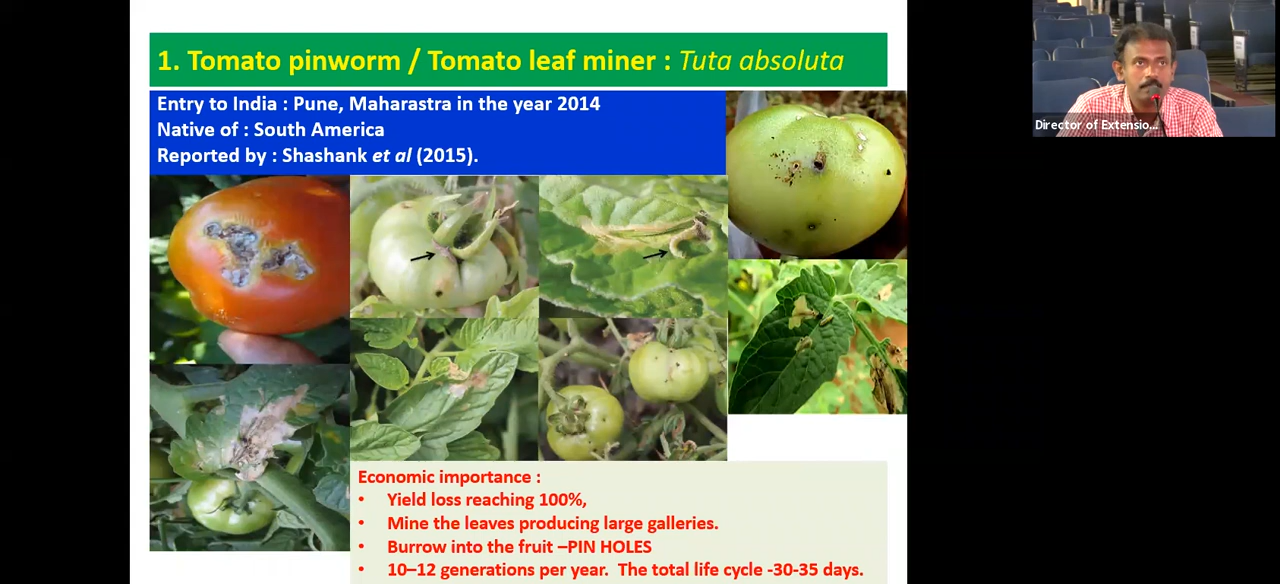 1. Tomato pinworm / Tomato leaf miner : Tuta absoluta
Entry to India : Pune, Maharastra in the year 2014
Native of : South America
Reported by : Shashank et al (2015).
Director of Extensio...
Economic importance :
• Yield loss reaching 100%,
• Mine the leaves producing large galleries.
• Burrow into the fruit –PIN HOLES
• 10–12 generations per year. The total life cycle -30-35 days.